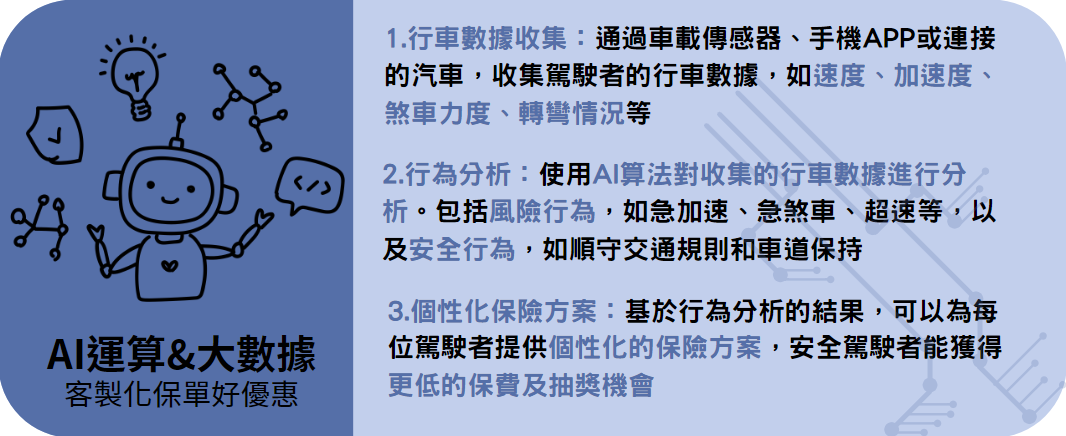 AI運算&大數據
客製化保單好優惠
1.行車數據收集：通過車載傳感器、手機APP或連接
的汽車，收集駕駛者的行車數據，如速度、加速度、
煞車力度、轉彎情況等
2.行為分析：使用AI算法對收集的行車數據進行分
析。包括風險行為，如急加速、急煞車、超速等，以
及安全行為，如順守交通規則和車道保持
3.個性化保險方案：基於行為分析的結果，可以為每
位駕駛者提供個性化的保險方案，安全駕駛者能獲得
更低的保費及抽獎機會